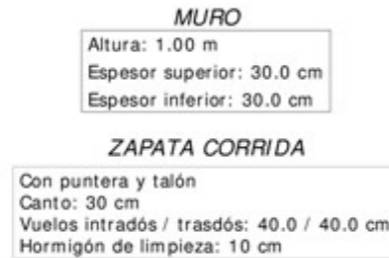 MURO
Altura: 1.00 m
Espesor superior: 30.0 cm
Espesor inferior: 30.0 cm
ZAPATA CORRIDA
Con puntera y talón
Canto: 30 cm
Vuelos intradós / trasdós: 40.0 / 40.0 cm
Hormigón de limpieza: 10 cm